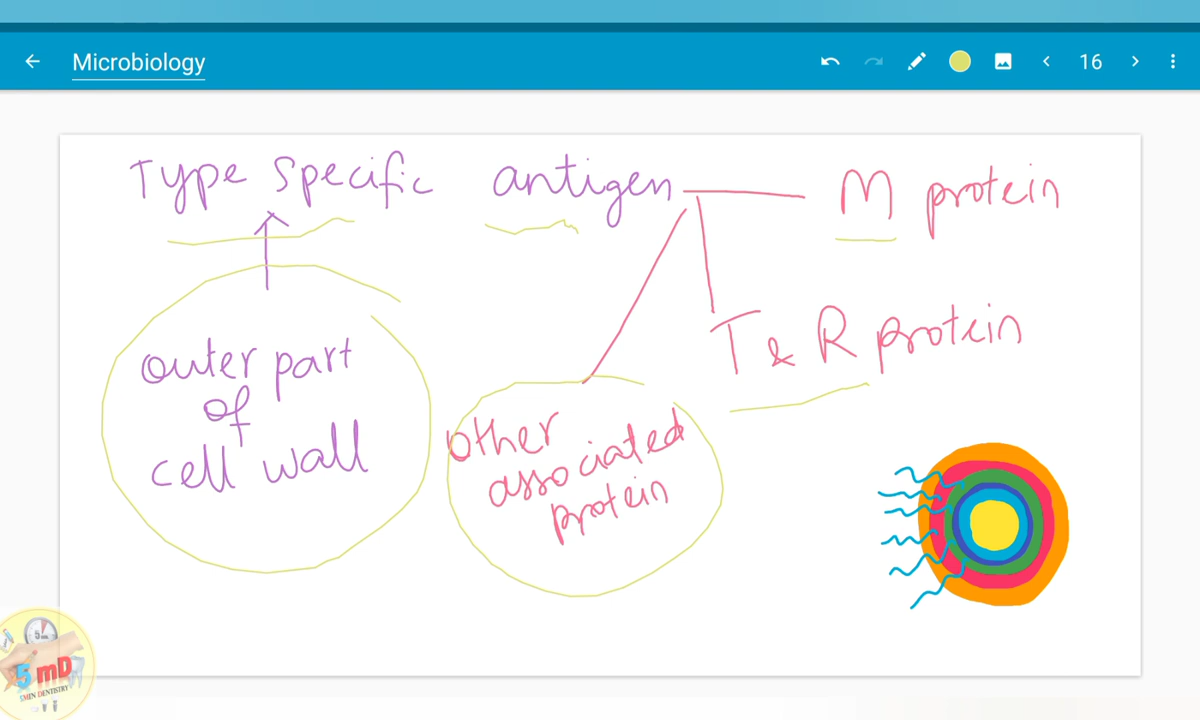 Microbiology
16
Type specific antigen
M protein
T & R protein
outer part
of
cell wall
other
associated
protein
5 min
5 mD
5MIN DENTISTRY